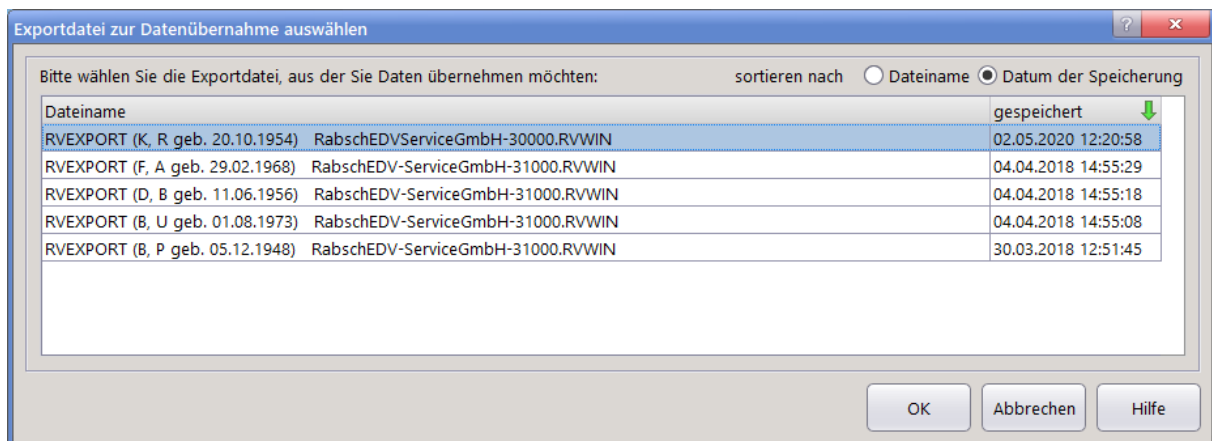 Exportdatei zur Datenübernahme auswählen
Bitte wählen Sie die Exportdatei, aus der Sie Daten übernehmen möchten: sortieren nach Dateiname Datum der Speicherung
Dateiname gespeichert
RVEXPORT (K, R geb. 20.10.1954) RabschEDVServiceGmbH-30000.RVWIN 02.05.2020 12:20:58
RVEXPORT (F, A geb. 29.02.1968) RabschEDV-ServiceGmbH-31000.RVWIN 04.04.2018 14:55:29
RVEXPORT (D, B geb. 11.06.1956) RabschEDV-ServiceGmbH-31000.RVWIN 04.04.2018 14:55:18
RVEXPORT (B, U geb. 01.08.1973) RabschEDV-ServiceGmbH-31000.RVWIN 04.04.2018 14:55:08
RVEXPORT (B, P geb. 05.12.1948) RabschEDV-ServiceGmbH-31000.RVWIN 30.03.2018 12:51:45
OK Abbrechen Hilfe